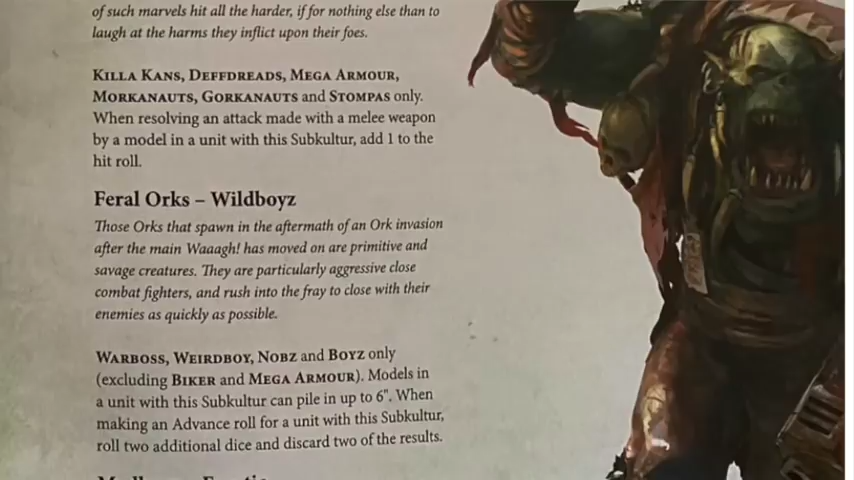 of such marvels hit all the harder, if for nothing else than to
laugh at the harms they inflict upon their foes.
Killa Kans, Deffdreads, Mega Armour,
Morkanauts, Gorkanauts and Stompas only.
When resolving an attack made with a melee weapon
by a model in a unit with this Subkultur, add 1 to the
hit roll.
Feral Orks – Wildboyz
Those Orks that spawn in the aftermath of an Ork invasion
after the main Waaagh! has moved on are primitive and
savage creatures. They are particularly aggressive close
combat fighters, and rush into the fray to close with their
enemies as quickly as possible.
Warboss, Weirdboy, Nobz and Boyz only
(excluding Biker and Mega Armour). Models in
a unit with this Subkultur can pile in up to 6". When
making an Advance roll for a unit with this Subkultur,
roll two additional dice and discard two of the results.